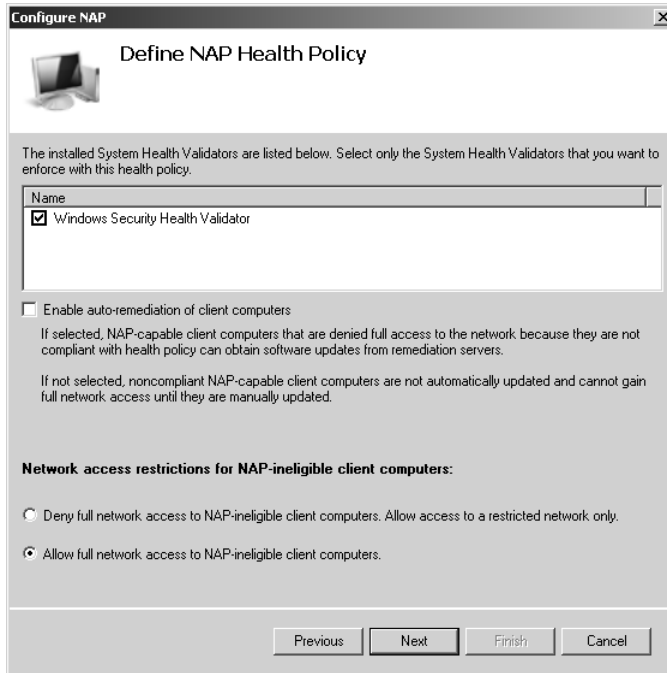 Configure NAP
Define NAP Health Policy
The installed System Health Validators are listed below. Select only the System Health Validators that you want to
enforce with this health policy.
Name
Windows Security Health Validator
Enable auto-remediation of client computers
If selected, NAP-capable client computers that are denied full access to the network because they are not
compliant with health policy can obtain software updates from remediation servers.
If not selected, noncompliant NAP-capable client computers are not automatically updated and cannot gain
full network access until they are manually updated.
Network access restrictions for NAP-ineligible client computers:
Deny full network access to NAP-ineligible client computers. Allow access to a restricted network only.
Allow full network access to NAP-ineligible client computers.
Previous
Next
Finish
Cancel